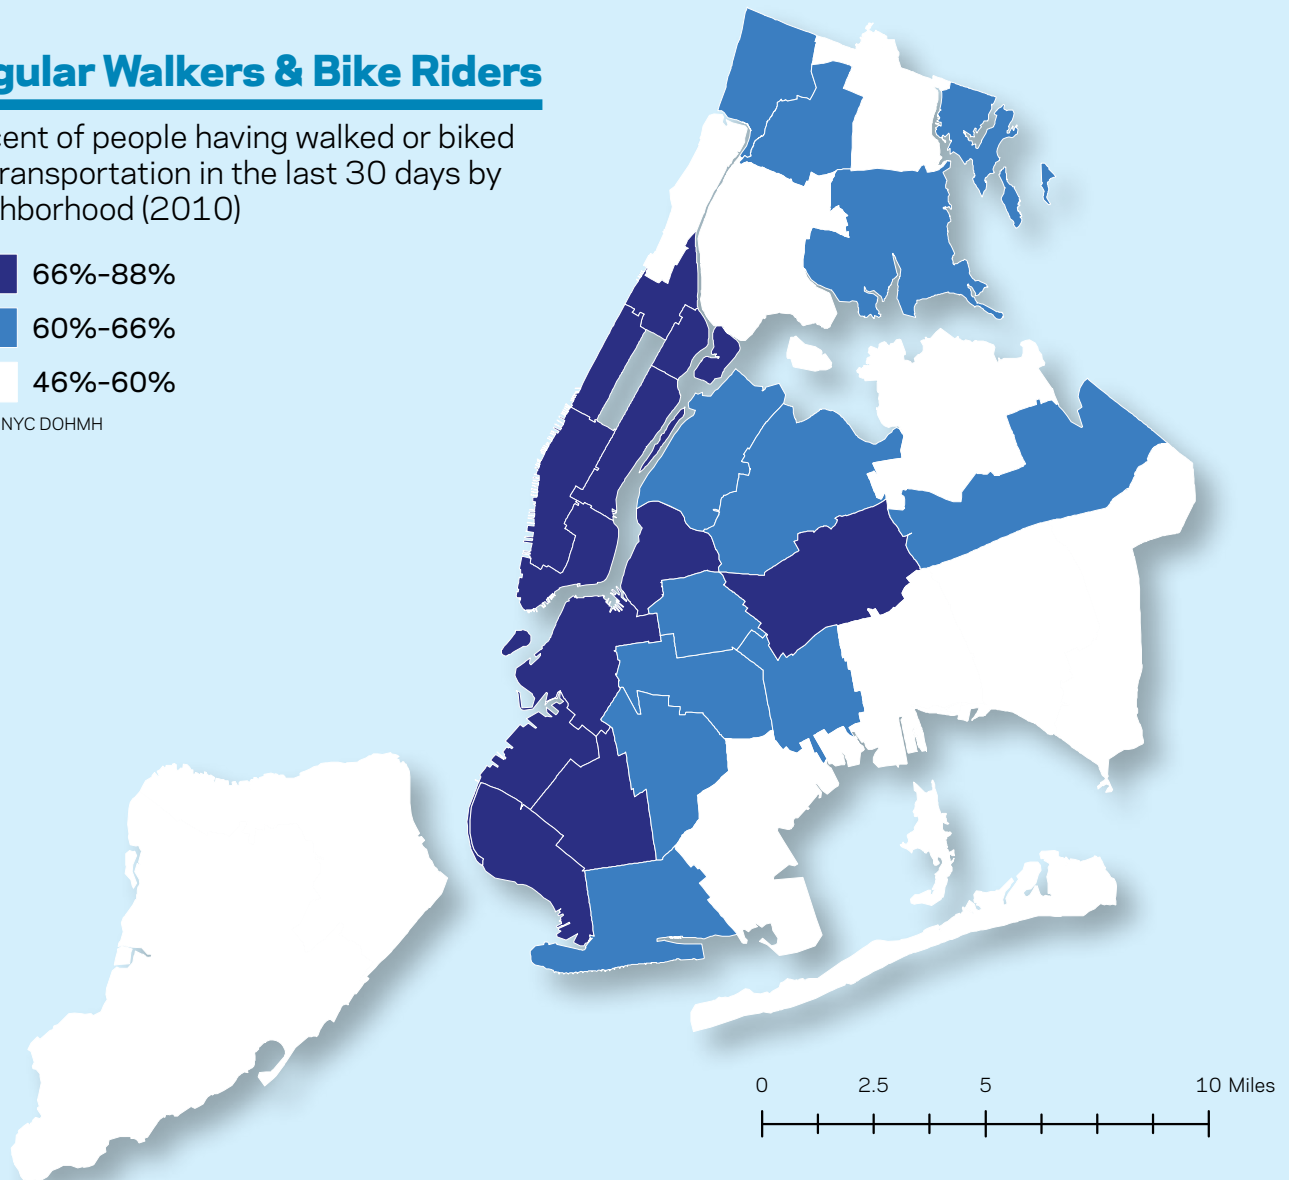 gular Walkers & Bike Riders
cent of people having walked or biked
ransportation in the last 30 days by
hborhood (2010)
66%-88%
60%-66%
46%-60%
NYC DOHMH
0 2.5 5 10 Miles